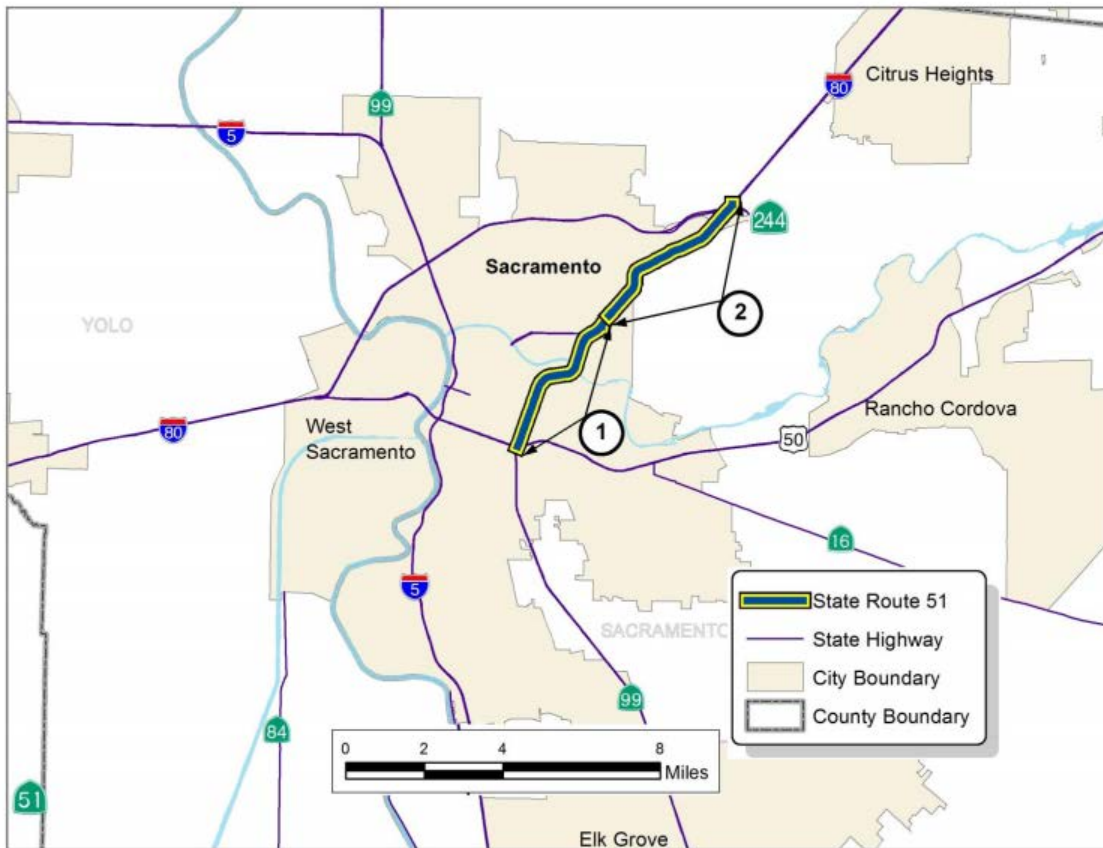 Citrus Heights
80
99
5
244
Sacramento
YOLO
2
Rancho Cordova
West
Sacramento
1
50
80
16
5
State Route 51
State Highway
City Boundary
County Boundary
SACRAMENTO
99
84
0 2 4 8
Miles
51
Elk Grove